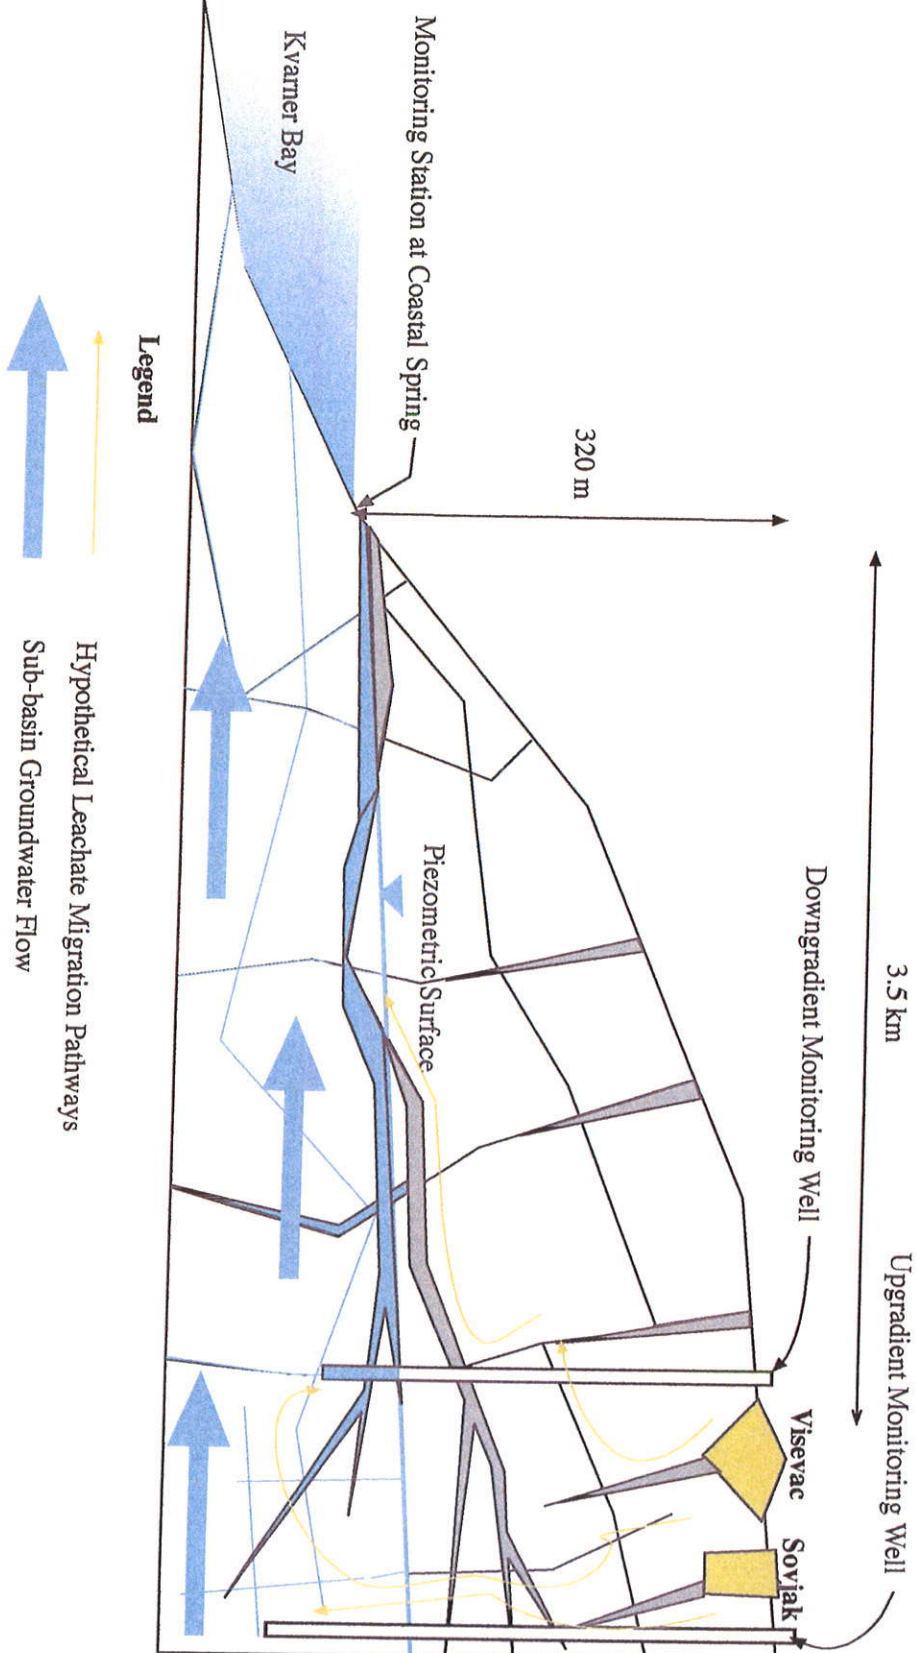 Upgradient Monitoring Well
3.5 km
Downgradient Monitoring Well
Visevac
Sovjak
320 m
Monitoring Station at Coastal Spring
Piezometric Surface
Kvarner Bay
Legend
Hypothetical Leachate Migration Pathways
Sub-basin Groundwater Flow